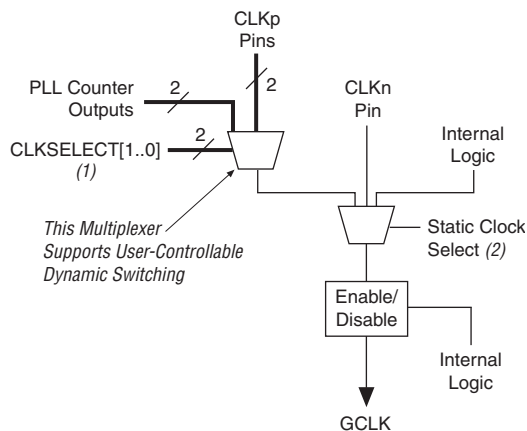 CLKp
Pins
2
PLL Counter
Outputs
2
CLKn
Pin
CLKSELECT[1..0]
(1)
2
Internal
Logic
This Multiplexer
Supports User-Controllable
Dynamic Switching
Static Clock
Select (2)
Enable/
Disable
Internal
Logic
GCLK